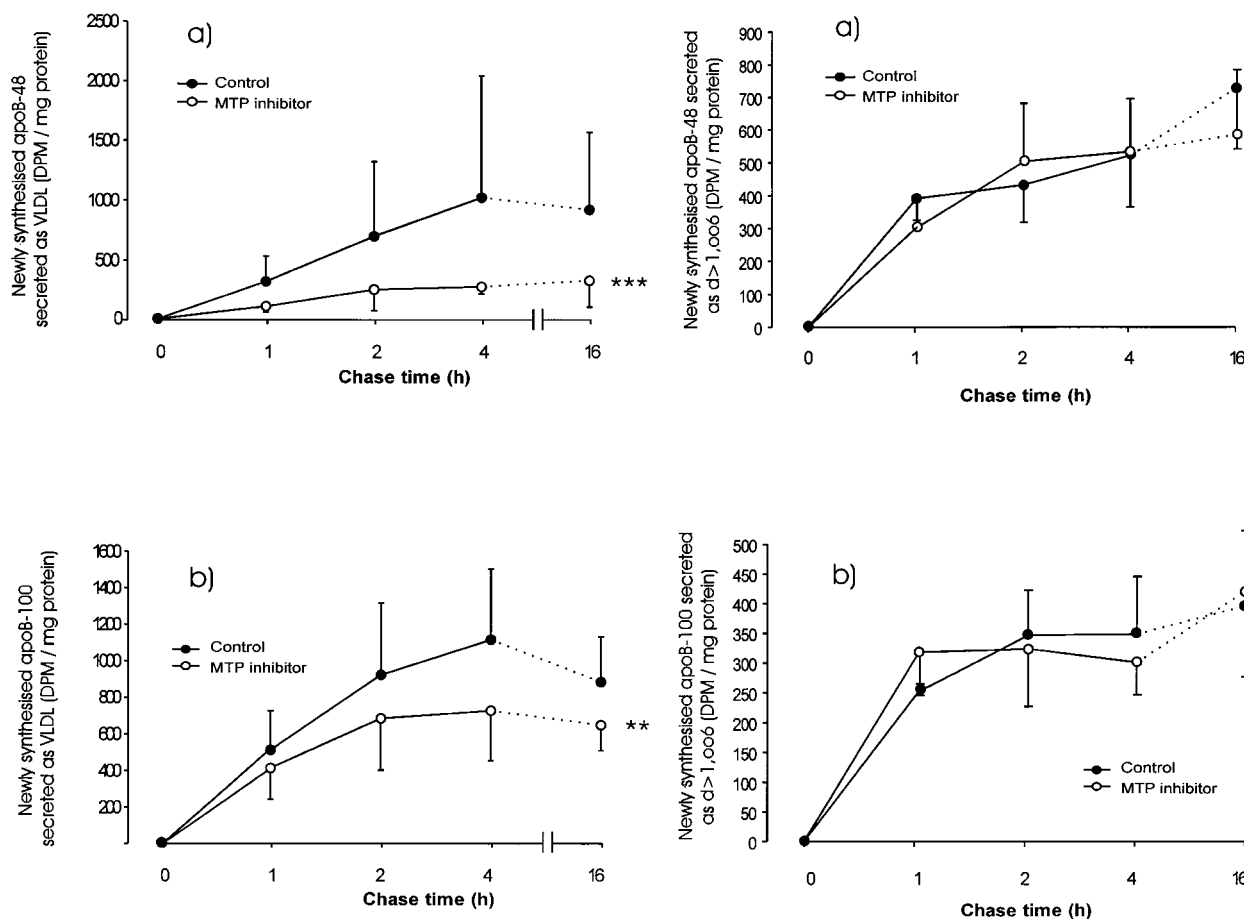 a)
Control
MTP inhibitor
Newly synthesised apoB-48
secreted as VLDL (DPM / mg protein)
2500
2000
1500
1000
500
0
***
0 1 2 4 16
Chase time (h)
a)
Control
MTP inhibitor
Newly synthesised apoB-48 secreted
as d>1,oo6 (DPM / mg protein)
900
800
700
600
500
400
300
200
100
0
0 1 2 4 16
Chase time (h)
b)
Control
MTP inhibitor
Newly synthesised apoB-100
secreted as VLDL (DPM / mg protein)
1600
1400
1200
1000
800
600
400
200
**
0 1 2 4 16
Chase time (h)
b)
Control
MTP inhibitor
Newly synthesised apoB-100 secreted
as d>1,oo6 (DPM / mg protein)
500
450
400
350
300
250
200
150
100
50
0
0 1 2 4 16
Chase time (h)